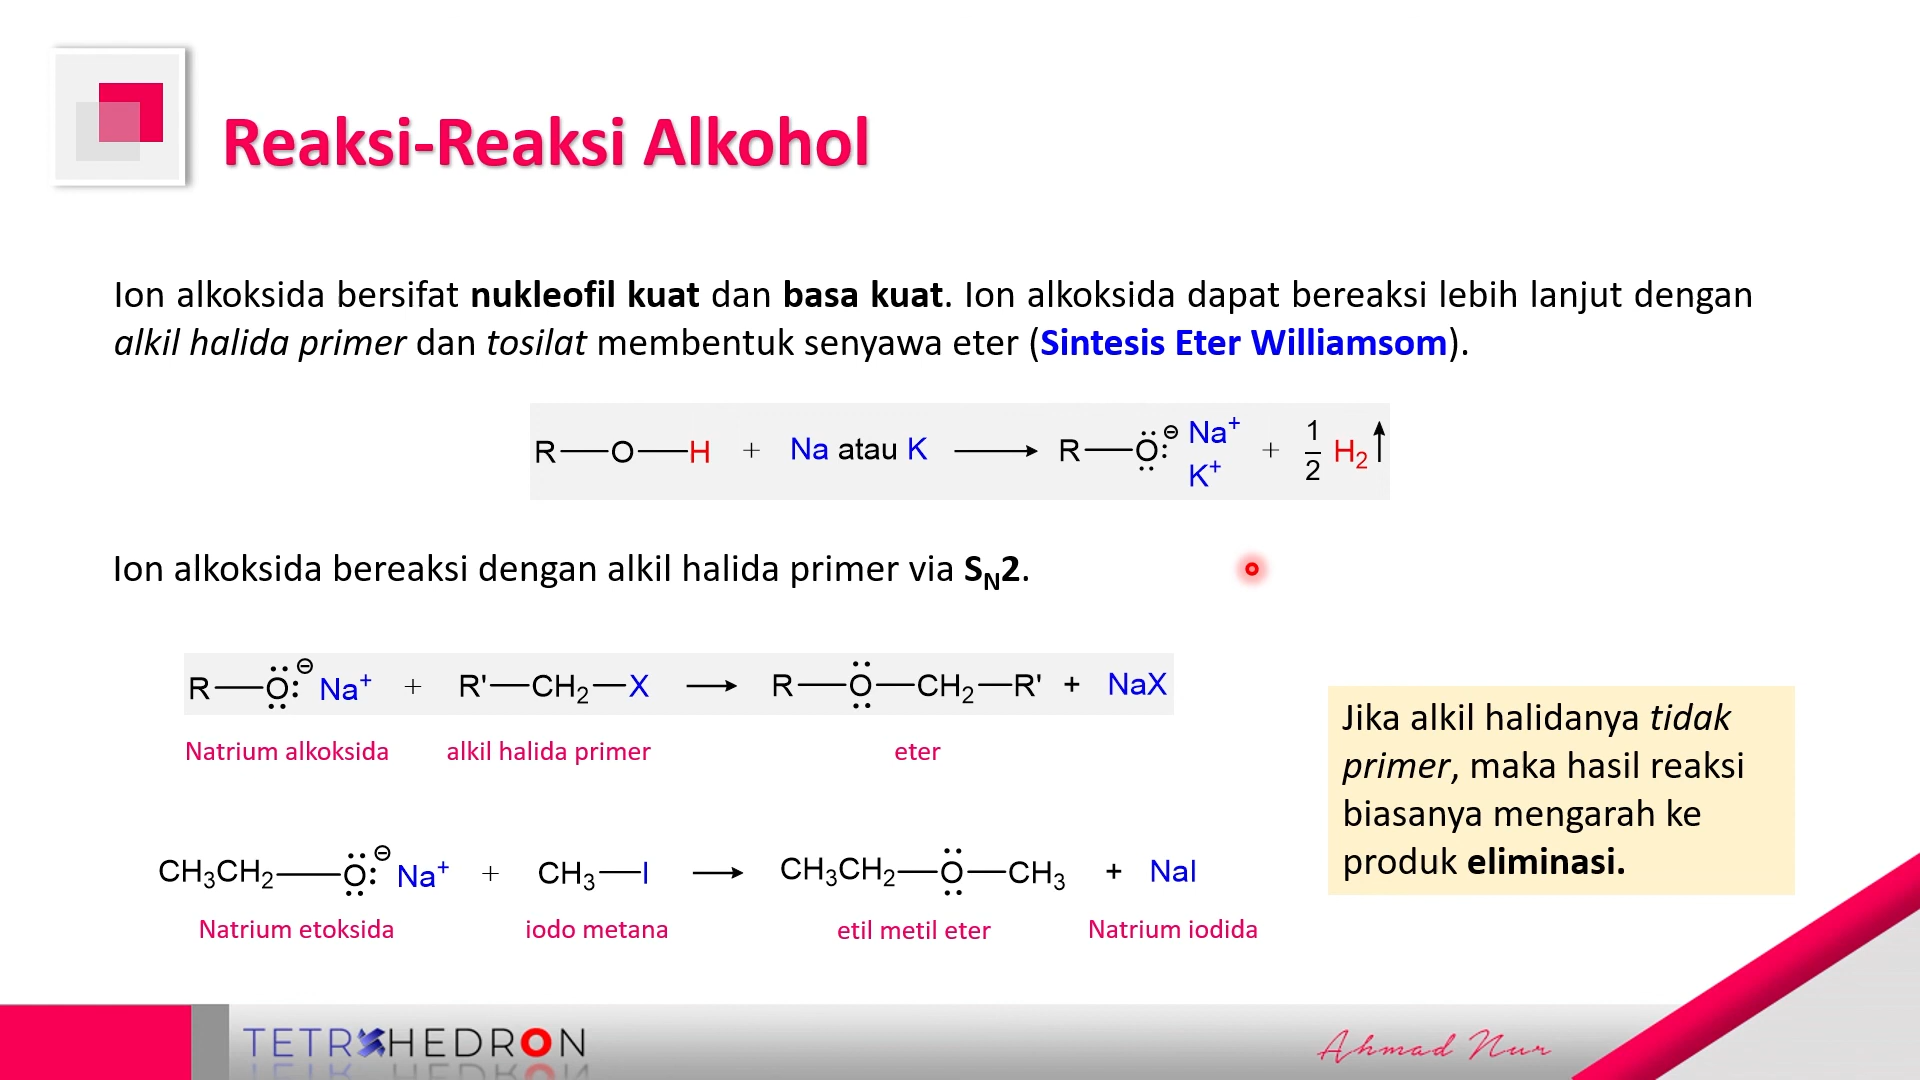 Reaksi-Reaksi Alkohol
Ion alkoksida bersifat nukleofil kuat dan basa kuat. Ion alkoksida dapat bereaksi lebih lanjut dengan
alkil halida primer dan tosilat membentuk senyawa eter (Sintesis Eter Williamsom).
R—O—H + Na atau K ⟶ R—Ö:⊖ Na⁺ K⁺ + 1/2 H₂↑
Ion alkoksida bereaksi dengan alkil halida primer via SN2.
R—Ö:⊖ Na⁺ + R'—CH₂—X ⟶ R—Ö—CH₂—R' + NaX
Natrium alkoksida alkil halida primer eter
CH₃CH₂—Ö:⊖ Na⁺ + CH₃—I ⟶ CH₃CH₂—Ö—CH₃ + NaI
Natrium etoksida iodo metana etil metil eter Natrium iodida
Jika alkil halidanya tidak
primer, maka hasil reaksi
biasanya mengarah ke
produk eliminasi.
TETRAHEDRON
Ahmad Nur